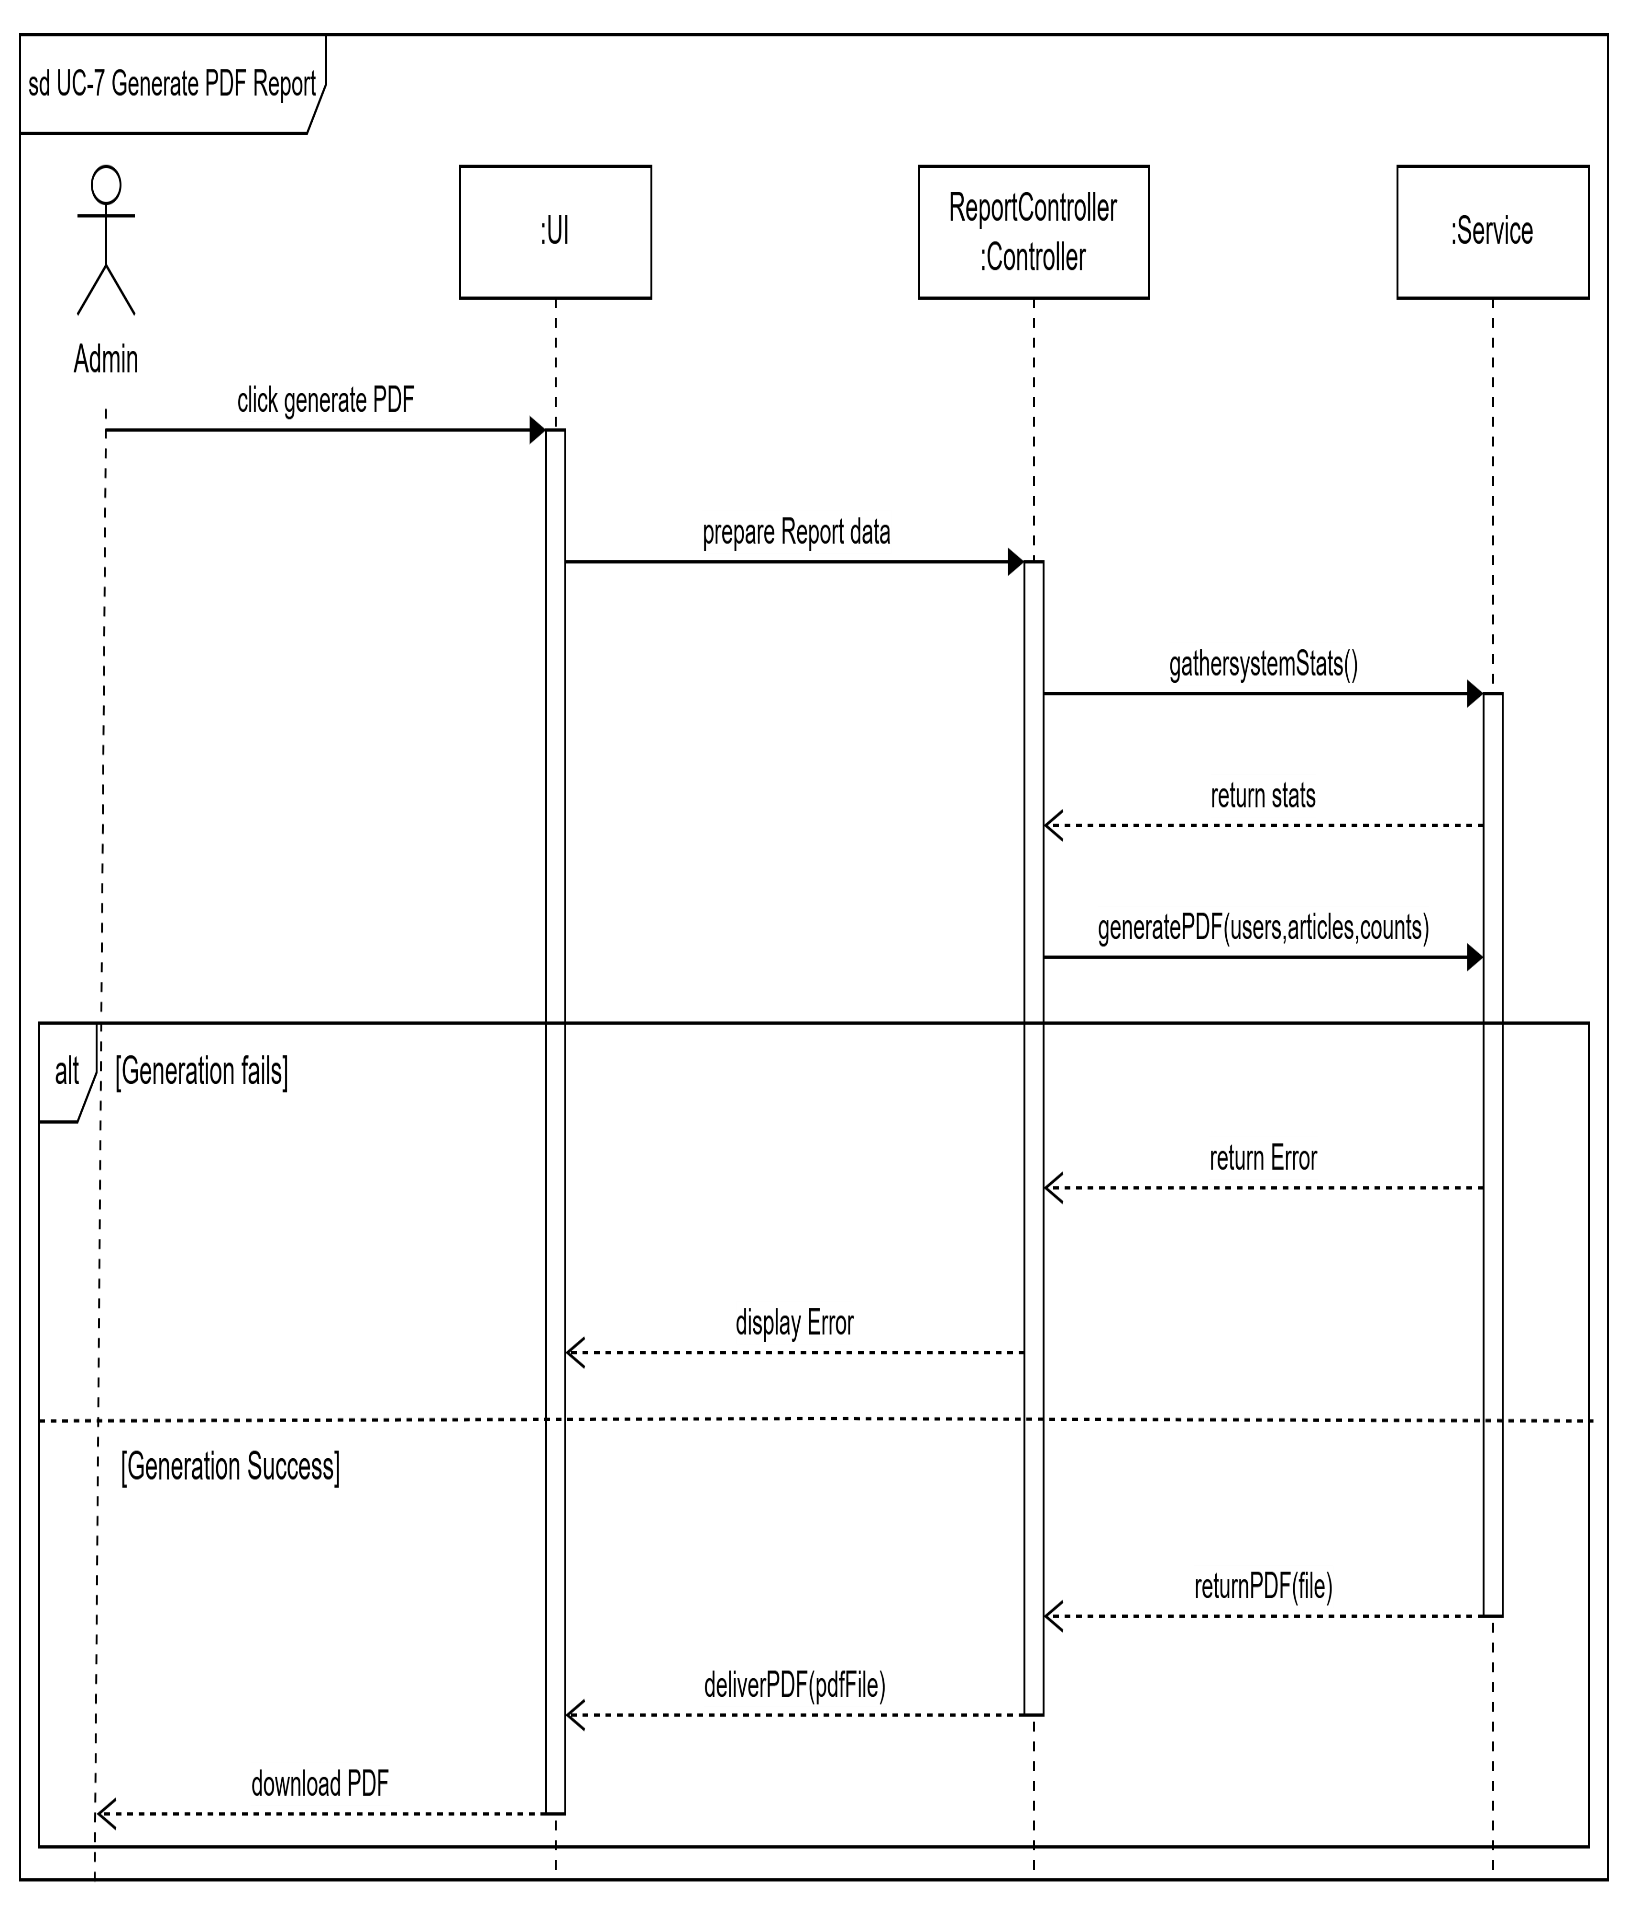 sd UC-7 Generate PDF Report
Admin
:UI
ReportController
:Controller
:Service
click generate PDF
prepare Report data
gathersystemStats()
return stats
generatePDF(users,articles,counts)
alt
[Generation fails]
return Error
display Error
[Generation Success]
returnPDF(file)
deliverPDF(pdfFile)
download PDF